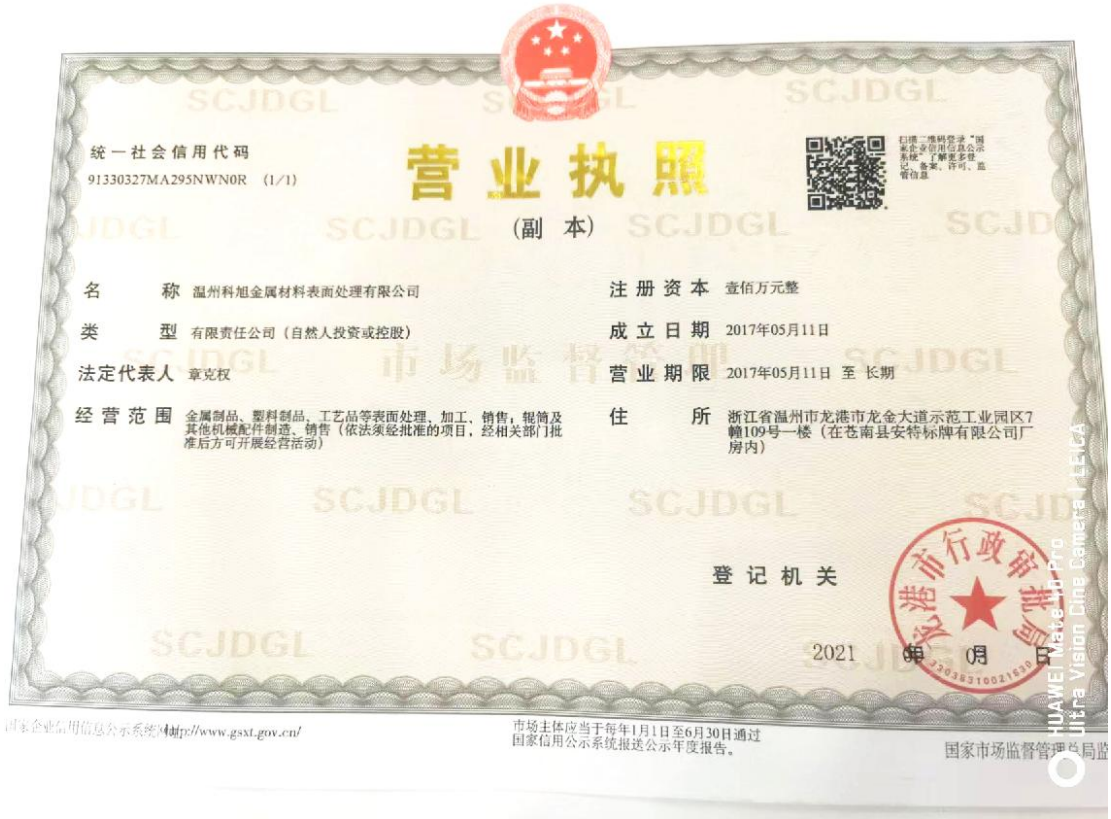 SCJDGL
SCJDGL
统一社会信用代码
91330327MA295NWN0R (1/1)
营业执照
(副 本)
扫描二维码登录“国
家企业信用信息公示
系统”了解更多登
记、备案、许可、监
管信息
SCJDGL
SCJDGL
名 称 温州科旭金属材料表面处理有限公司
类 型 有限责任公司(自然人投资或控股)
法定代表人 章克权
经营范围 金属制品、塑料制品、工艺品等表面处理、加工、销售;辊筒及
其他机械配件制造、销售(依法须经批准的项目,经相关部门批
准后方可开展经营活动)
注册资本 壹佰万元整
成立日期 2017年05月11日
营业期限 2017年05月11日 至 长期
住 所 浙江省温州市龙港市龙金大道示范工业园区7
幢109号一楼(在苍南县安特标牌有限公司厂
房内)
市场监督管理
SCJDGL
SCJDGL
SCJDGL
SCJDGL
登记机关
龙港市行政审批局
2021 年 月 日
SCJDGL
SCJDGL
国家企业信用信息公示系统网址:http://www.gsxt.gov.cn/
市场主体应当于每年1月1日至6月30日通过
国家信用公示系统报送公示年度报告。
国家市场监督管理总局监
HUAWEI Mate 40 Pro
Ultra Vision Cine Camera | LEICA